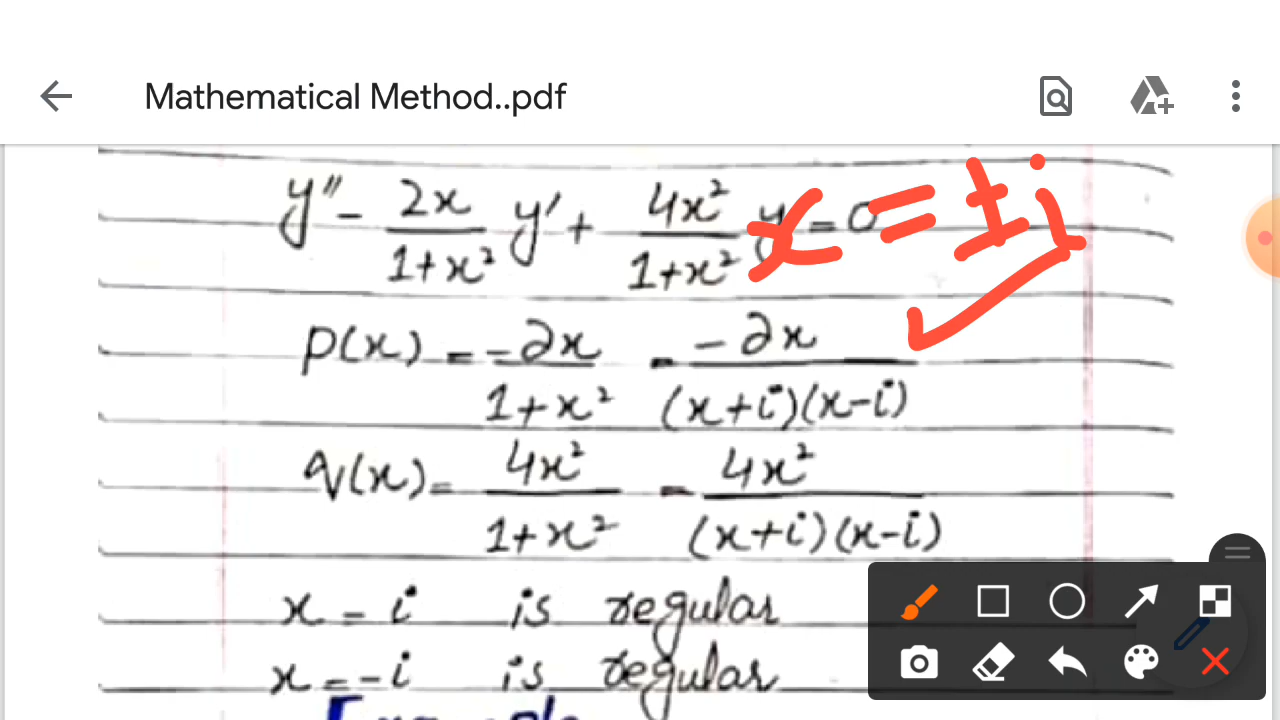 Mathematical Method..pdf
y'' - 2x/(1+x²) y' + 4x²/(1+x²) y = 0
x = ±i
p(x) = -2x/(1+x²) = -2x/((x+i)(x-i))
q(x) = 4x²/(1+x²) = 4x²/((x+i)(x-i))
x = i is regular
x = -i is regular